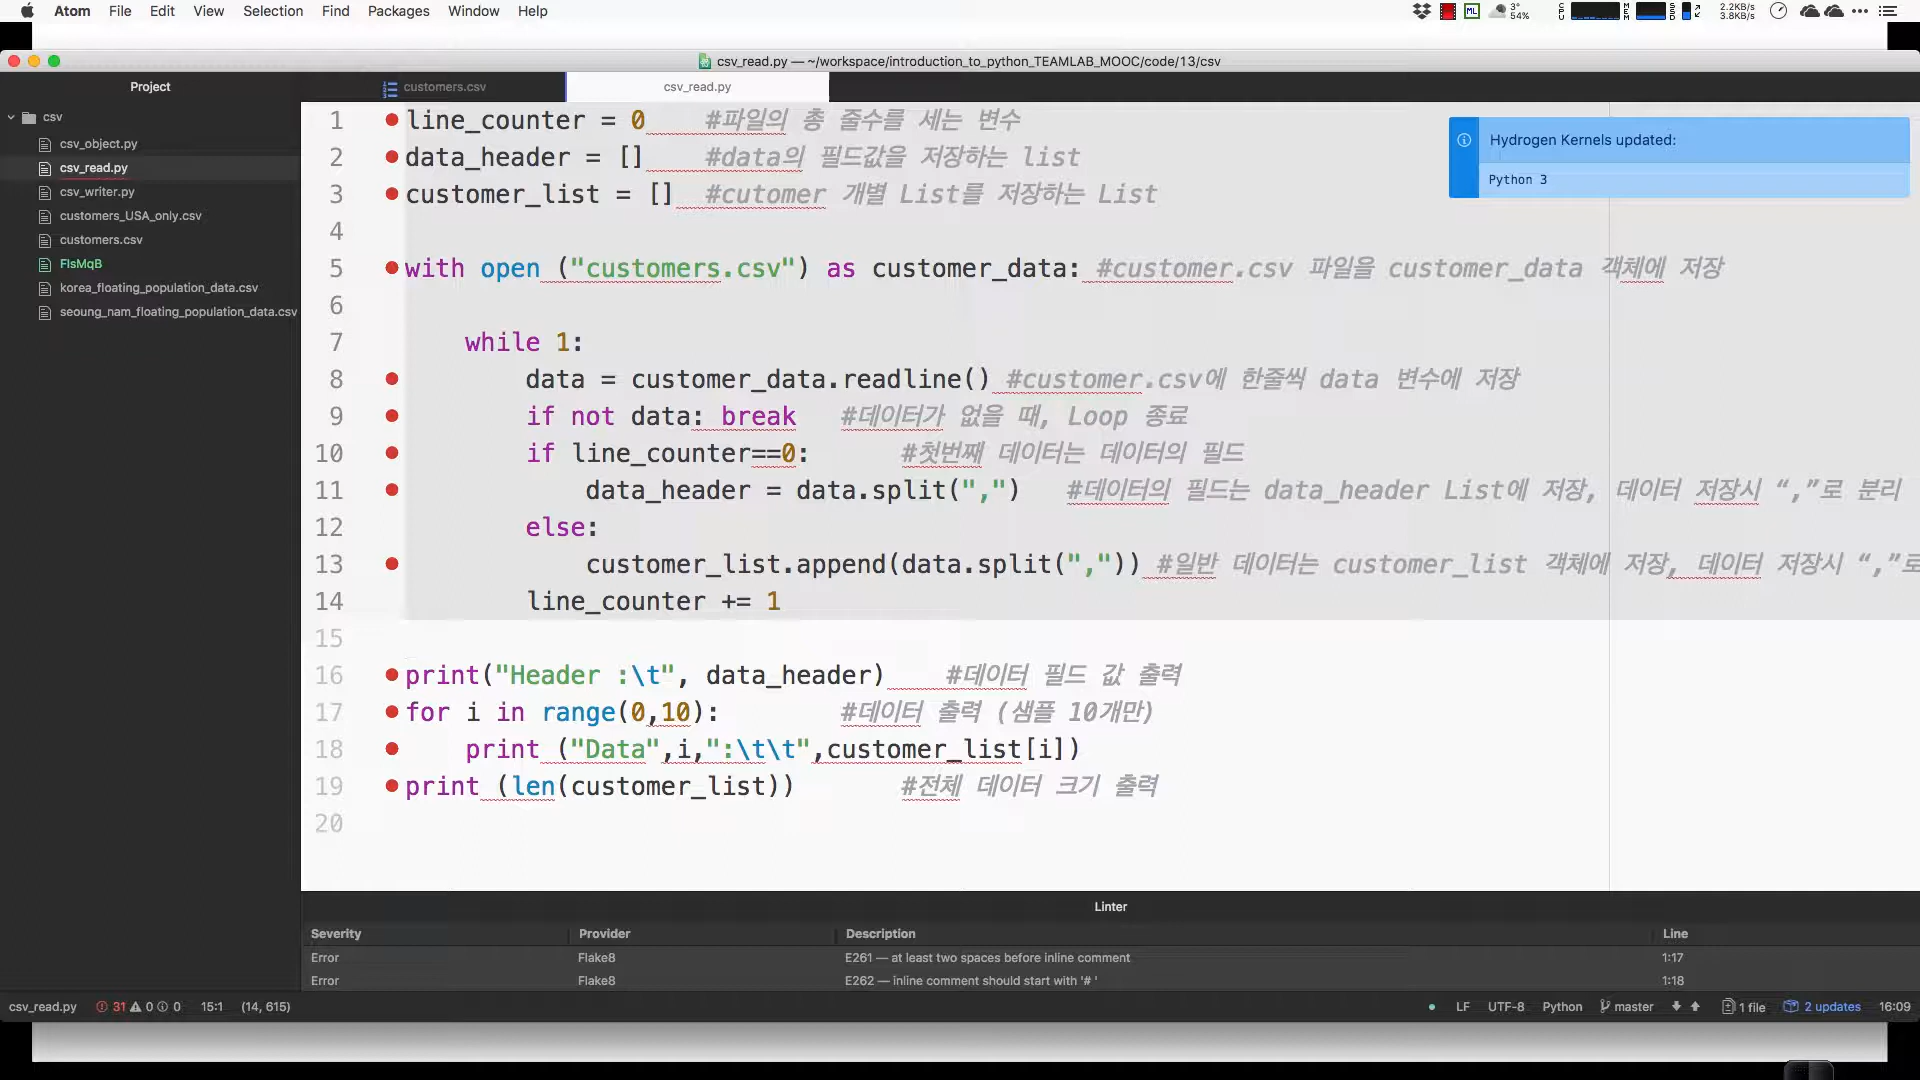 Atom File Edit View Selection Find Packages Window Help
3° 54% 2.2KB/s 3.8KB/s
csv_read.py — ~/workspace/introduction_to_python_TEAMLAB_MOOC/code/13/csv
Project
customers.csv
csv_read.py
csv
csv_object.py
csv_read.py
csv_writer.py
customers_USA_only.csv
customers.csv
FIsMqB
korea_floating_population_data.csv
seoung_nam_floating_population_data.csv
1 line_counter = 0 #파일의 총 줄수를 세는 변수
2 data_header = [] #data의 필드값을 저장하는 list
3 customer_list = [] #cutomer 개별 List를 저장하는 List
4
5 with open ("customers.csv") as customer_data: #customer.csv 파일을 customer_data 객체에 저장
6
7 while 1:
8 data = customer_data.readline() #customer.csv에 한줄씩 data 변수에 저장
9 if not data: break #데이터가 없을 때, Loop 종료
10 if line_counter==0: #첫번째 데이터는 데이터의 필드
11 data_header = data.split(",") #데이터의 필드는 data_header List에 저장, 데이터 저장시 “,”로 분리
12 else:
13 customer_list.append(data.split(",")) #일반 데이터는 customer_list 객체에 저장, 데이터 저장시 “,”로
14 line_counter += 1
15
16 print("Header :\t", data_header) #데이터 필드 값 출력
17 for i in range(0,10): #데이터 출력 (샘플 10개만)
18 print ("Data",i,":\t\t",customer_list[i])
19 print (len(customer_list)) #전체 데이터 크기 출력
20
Hydrogen Kernels updated:
Python 3
Linter
Severity Provider Description Line
Error Flake8 E261 — at least two spaces before inline comment 1:17
Error Flake8 E262 — inline comment should start with '# ' 1:18
csv_read.py 31 0 0 15:1 (14, 615) LF UTF-8 Python master 1 file 2 updates 16:09